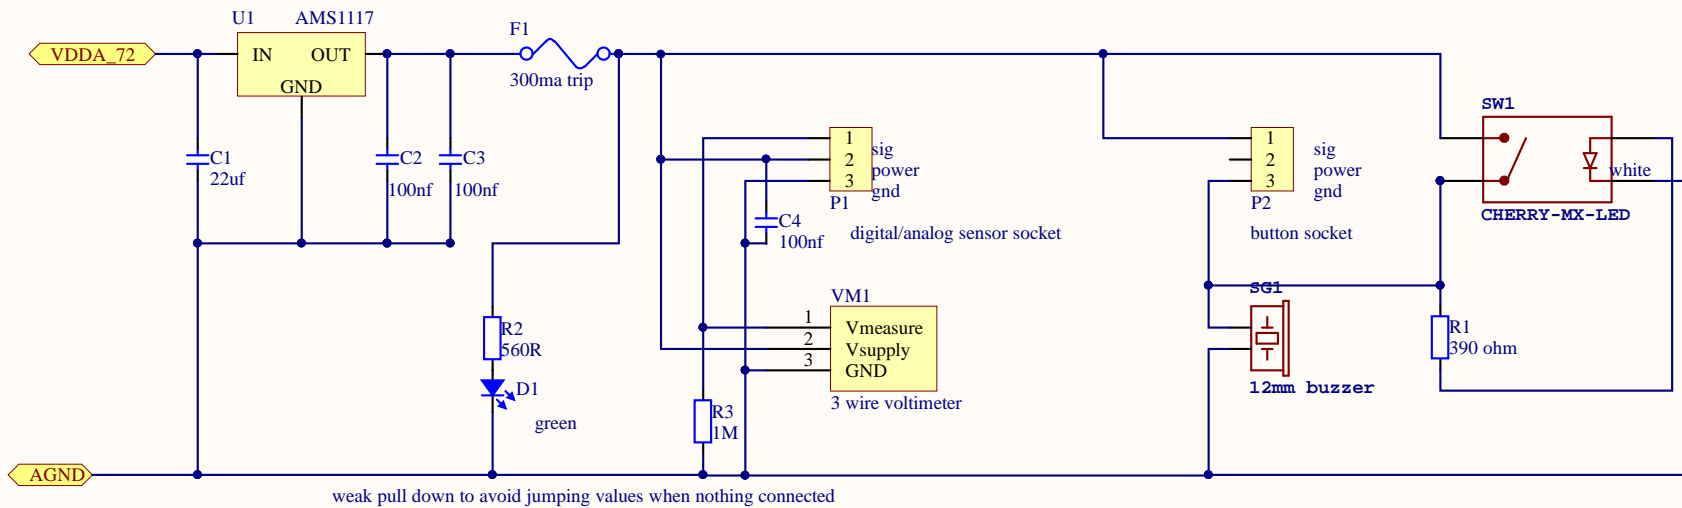 U1
AMS1117
VDDA_72
IN
OUT
GND
C1
22uf
C2
100nf
C3
100nf
F1
300ma trip
R2
560R
D1
green
1
2
3
sig
power
gnd
P1
C4
100nf
digital/analog sensor socket
VM1
1
2
3
Vmeasure
Vsupply
GND
3 wire voltimeter
R3
1M
1
2
3
sig
power
gnd
P2
button socket
SG1
12mm buzzer
SW1
white
CHERRY-MX-LED
R1
390 ohm
AGND
weak pull down to avoid jumping values when nothing connected